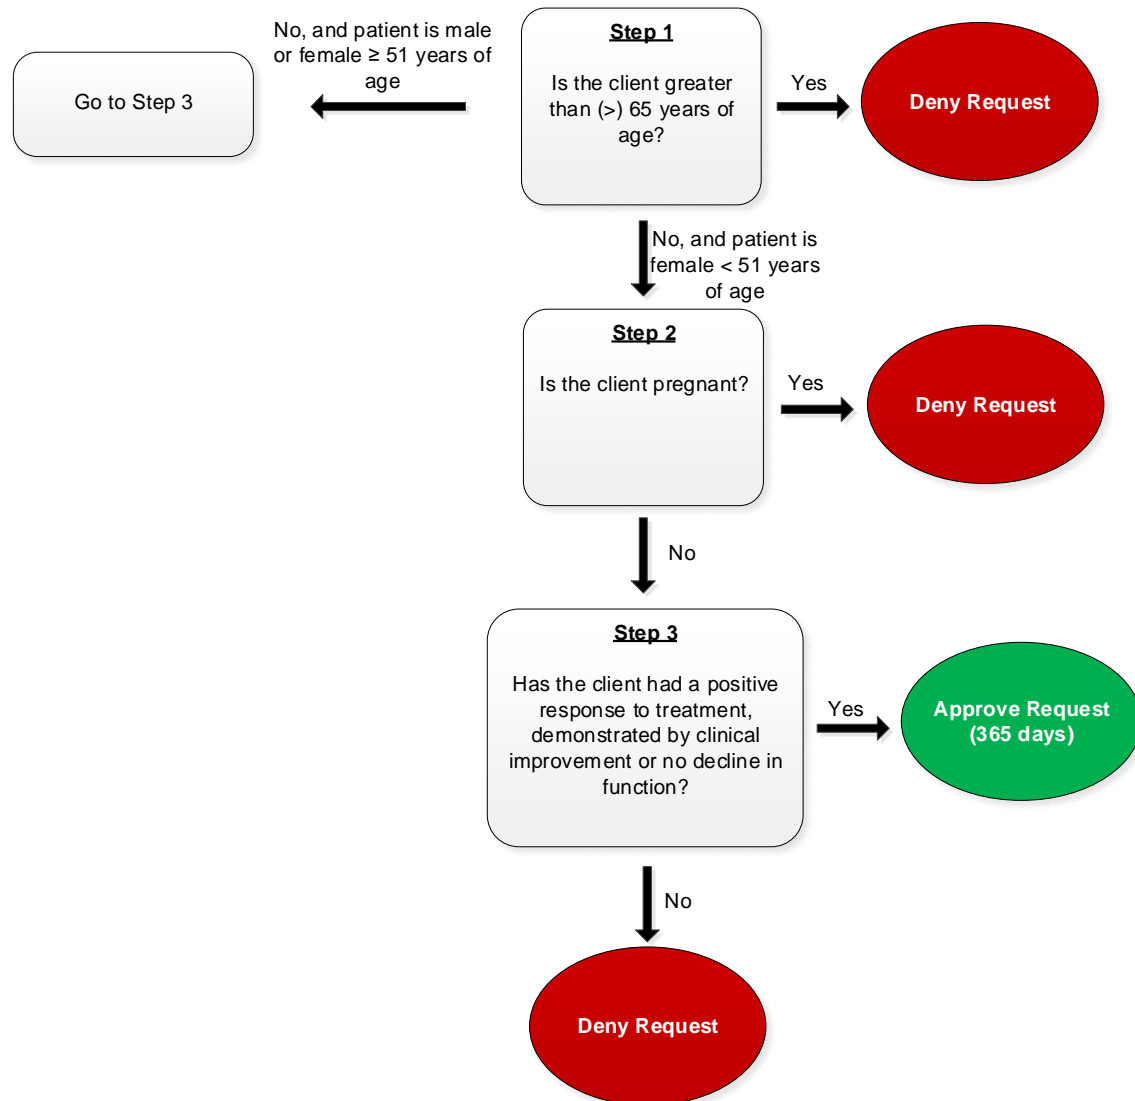 No, and patient is male
or female ≥ 51 years of
age
Go to Step 3
Step 1
Is the client greater
than (>) 65 years of
age?
Yes
Deny Request
No, and patient is
female < 51 years
of age
Step 2
Is the client pregnant?
Yes
Deny Request
No
Step 3
Has the client had a positive
response to treatment,
demonstrated by clinical
improvement or no decline in
function?
Yes
Approve Request
(365 days)
No
Deny Request